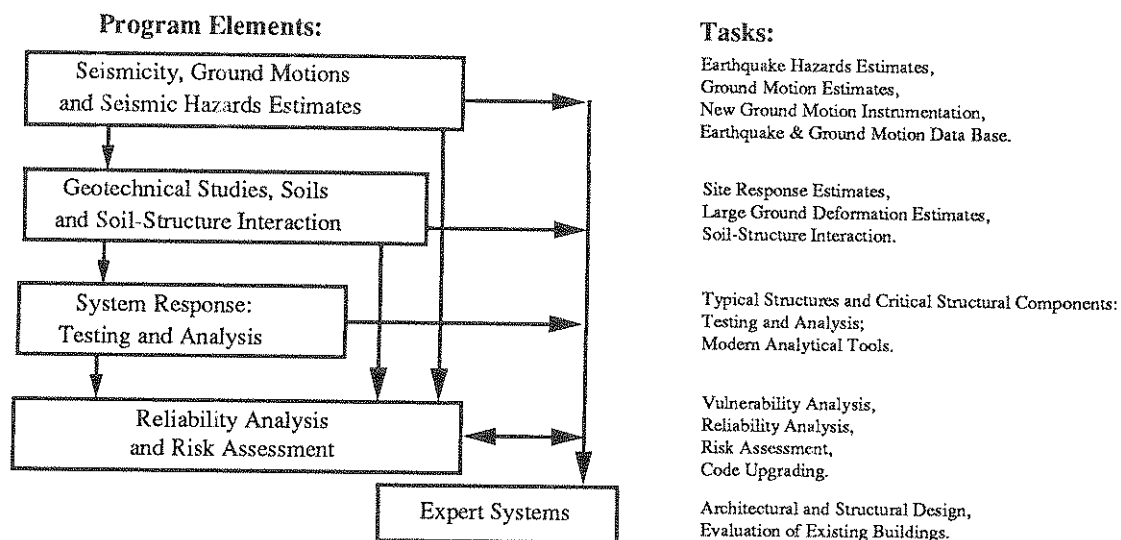 Program Elements:
Seismicity, Ground Motions
and Seismic Hazards Estimates
Geotechnical Studies, Soils
and Soil-Structure Interaction
System Response:
Testing and Analysis
Reliability Analysis
and Risk Assessment
Expert Systems
Tasks:
Earthquake Hazards Estimates,
Ground Motion Estimates,
New Ground Motion Instrumentation,
Earthquake & Ground Motion Data Base.
Site Response Estimates,
Large Ground Deformation Estimates,
Soil-Structure Interaction.
Typical Structures and Critical Structural Components:
Testing and Analysis;
Modern Analytical Tools.
Vulnerability Analysis,
Reliability Analysis,
Risk Assessment,
Code Upgrading.
Architectural and Structural Design,
Evaluation of Existing Buildings.